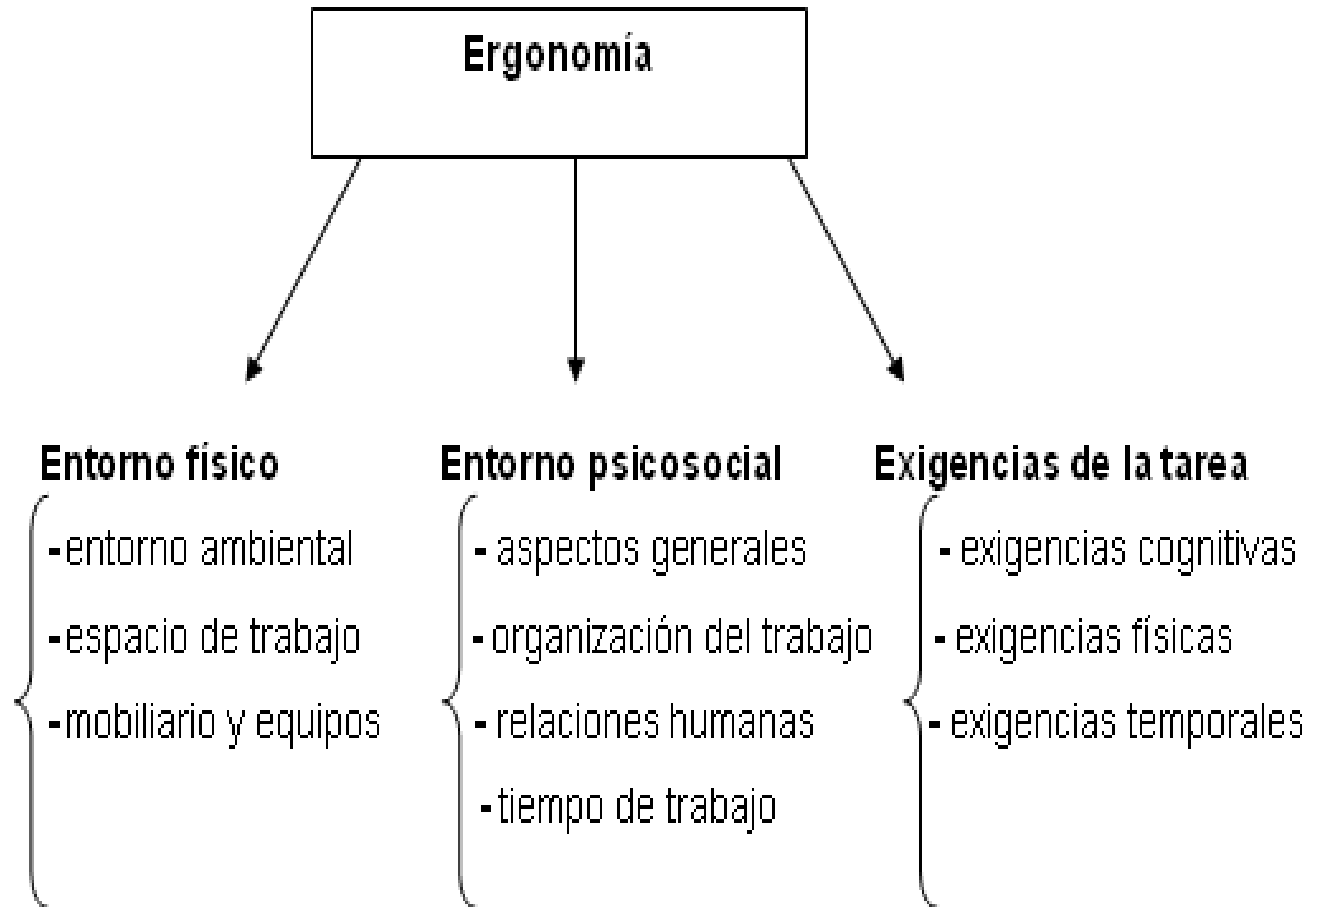 Ergonomía
Entorno físico
-entorno ambiental
-espacio de trabajo
-mobiliario y equipos
Entorno psicosocial
- aspectos generales
-organización del trabajo
- relaciones humanas
-tiempo de trabajo
Exigencias de la tarea
- exigencias cognitivas
- exigencias físicas
- exigencias temporales